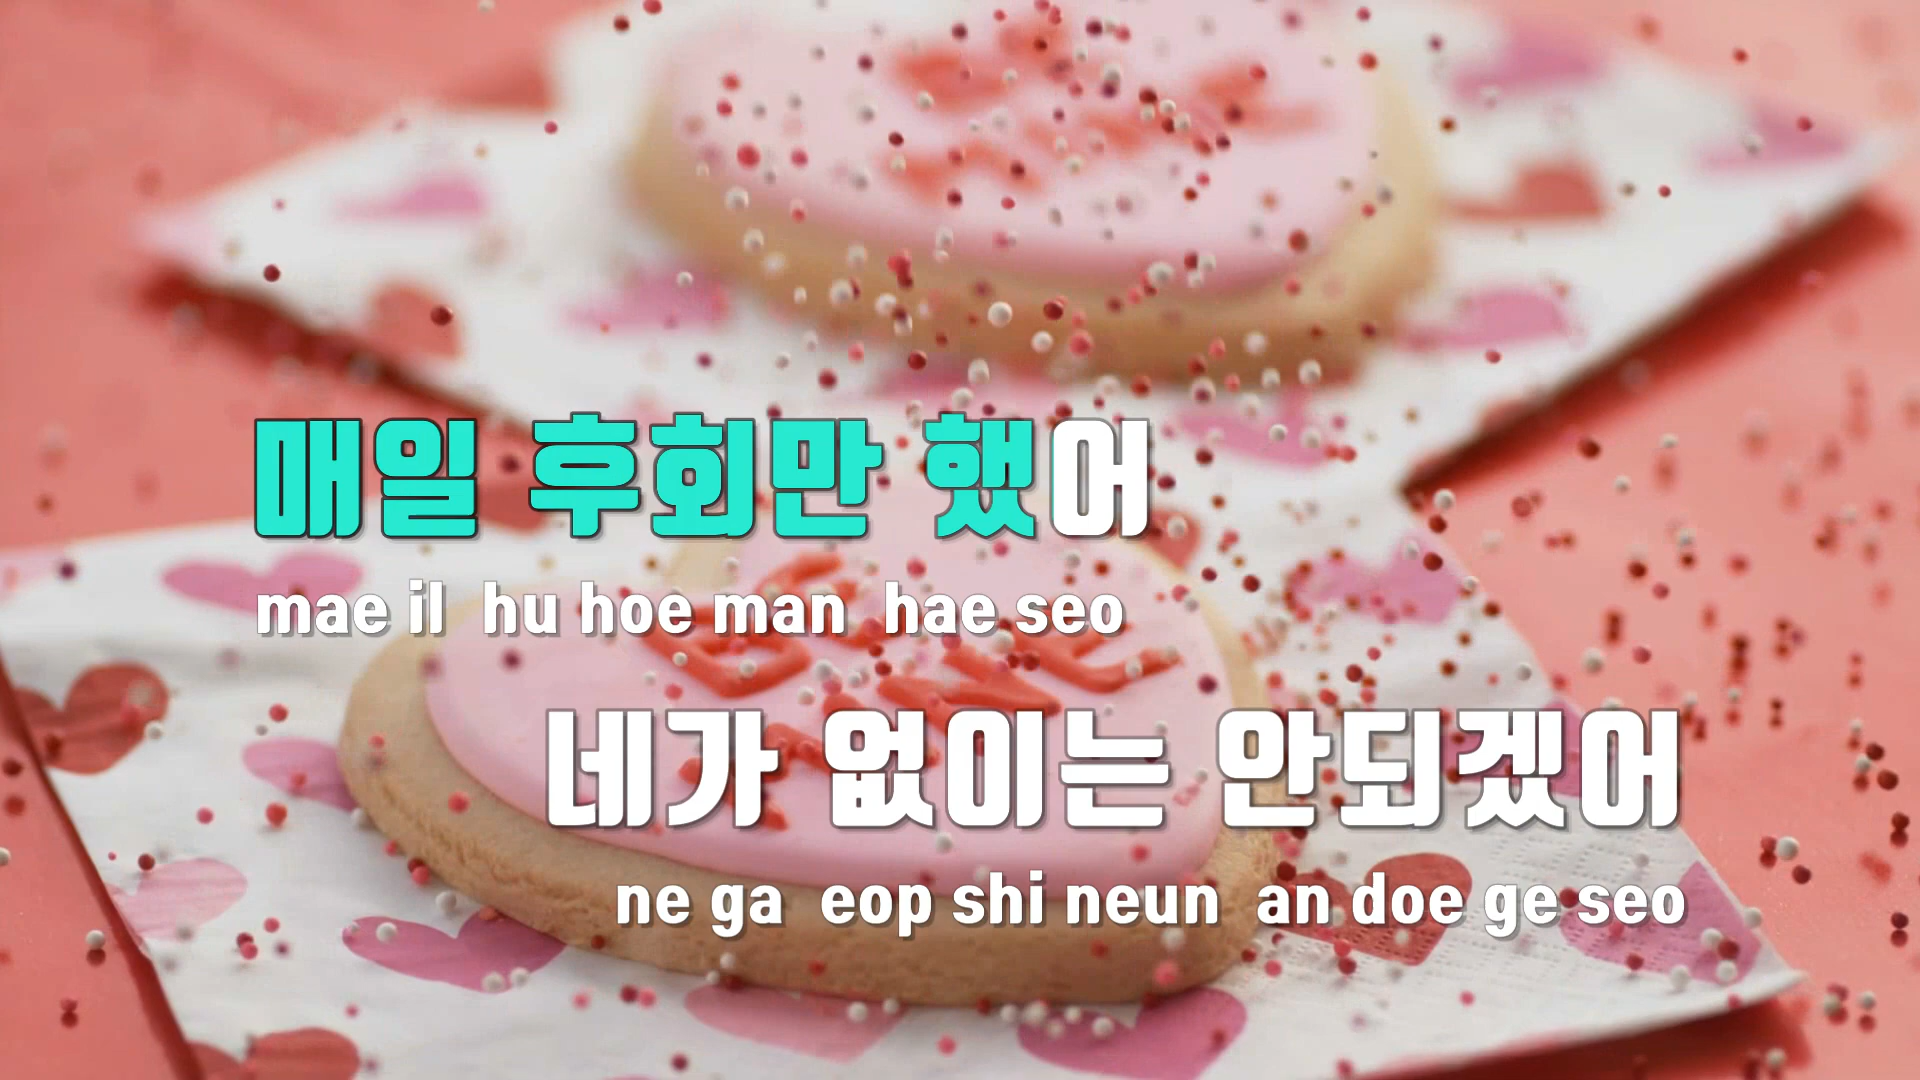 매일 후회만 했어
mae il hu hoe man hae seo
네가 없이는 안되겠어
ne ga eop shi neun an doe ge seo